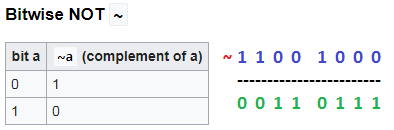 Bitwise NOT ~
bit a ~a (complement of a)
0 1
1 0
~ 1 1 0 0 1 0 0 0
------------------------
0 0 1 1 0 1 1 1